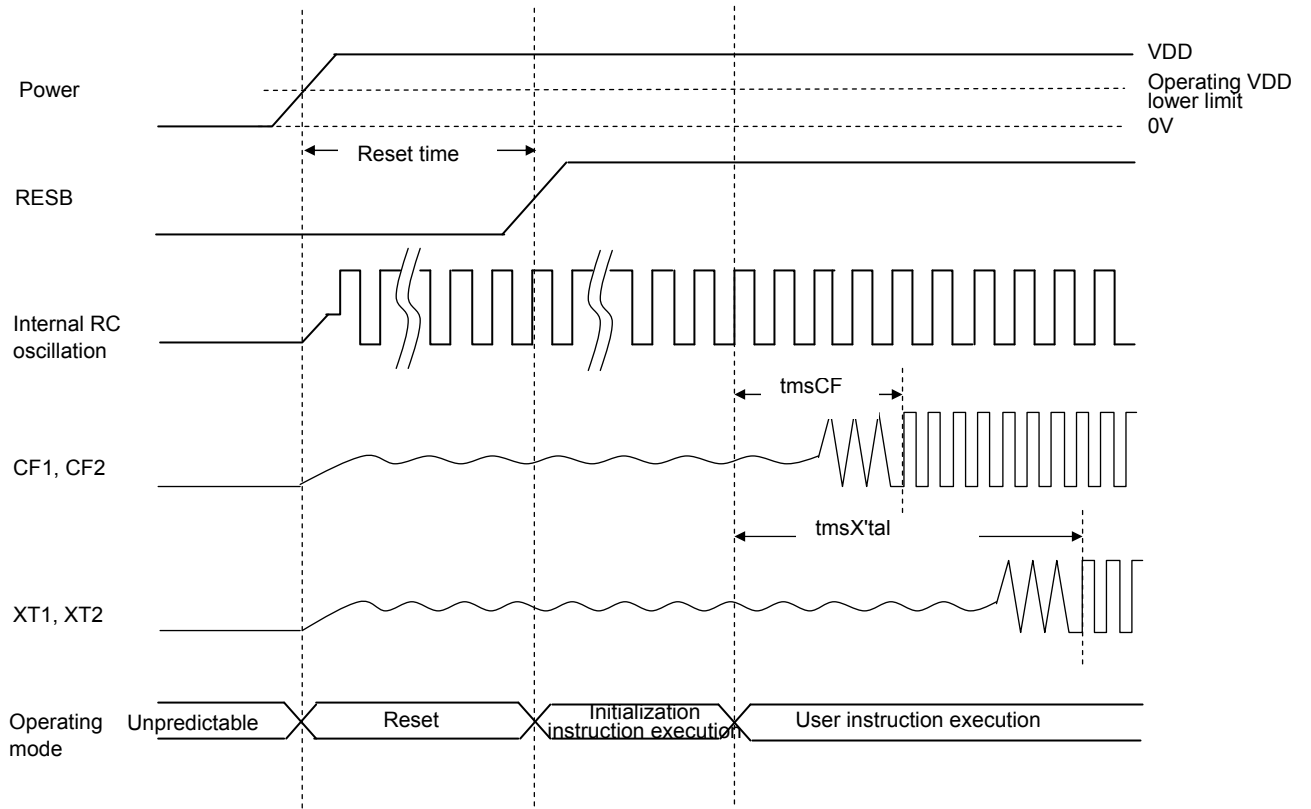 VDD
Power
Operating VDD
lower limit
0V
Reset time
RESB
Internal RC
oscillation
tmsCF
CF1, CF2
tmsX'tal
XT1, XT2
Operating
mode
Unpredictable
Reset
Initialization
instruction execution
User instruction execution